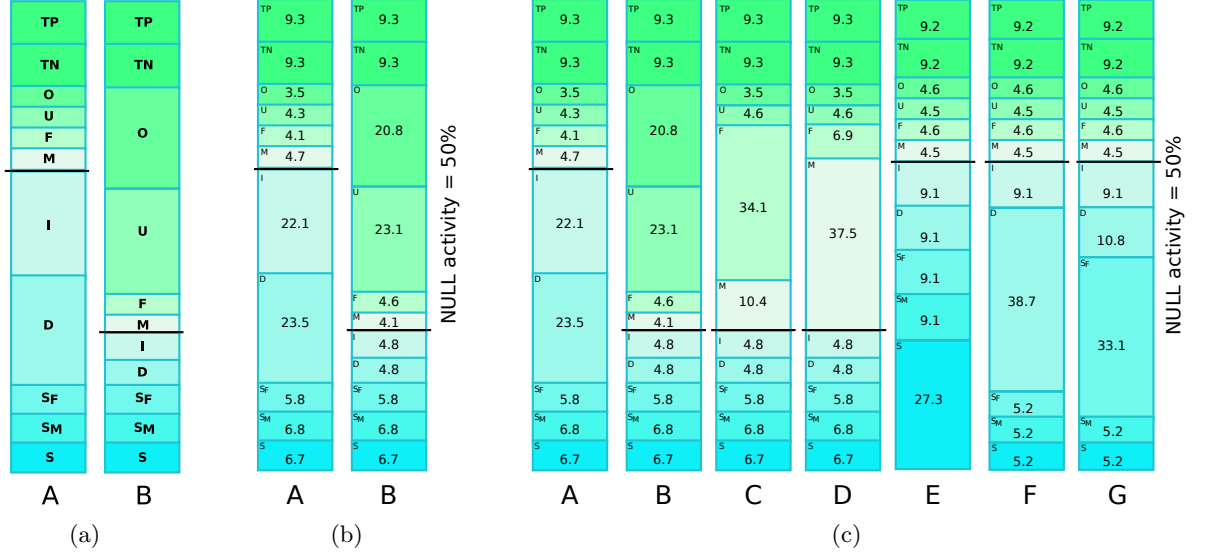 TP
TN
O
U
F
M
I
D
SF
SM
S
A
TP
TN
O
U
F
M
I
D
SF
SM
S
B
(a)
TP 9.3
TN 9.3
O 3.5
U 4.3
F 4.1
M 4.7
I 22.1
D 23.5
SF 5.8
SM 6.8
S 6.7
A
TP 9.3
TN 9.3
O 20.8
U 23.1
F 4.6
M 4.1
I 4.8
D 4.8
SF 5.8
SM 6.8
S 6.7
B
NULL activity = 50%
(b)
TP 9.3
TN 9.3
O 3.5
U 4.3
F 4.1
M 4.7
I 22.1
D 23.5
SF 5.8
SM 6.8
S 6.7
A
TP 9.3
TN 9.3
O 20.8
U 23.1
F 4.6
M 4.1
I 4.8
D 4.8
SF 5.8
SM 6.8
S 6.7
B
TP 9.3
TN 9.3
O 3.5
U 4.6
F 34.1
M 10.4
I 4.8
D 4.8
SF 5.8
SM 6.8
S 6.7
C
TP 9.3
TN 9.3
O 3.5
U 4.6
F 6.9
M 37.5
I 4.8
D 4.8
SF 5.8
SM 6.8
S 6.7
D
TP 9.2
TN 9.2
O 4.6
U 4.5
F 4.6
M 4.5
I 9.1
D 9.1
SF 9.1
SM 9.1
S 27.3
E
TP 9.2
TN 9.2
O 4.6
U 4.5
F 4.6
M 4.5
I 9.1
D 38.7
SF 5.2
SM 5.2
S 5.2
F
TP 9.2
TN 9.2
O 4.6
U 4.5
F 4.6
M 4.5
I 9.1
D 10.8
SF 33.1
SM 5.2
S 5.2
G
NULL activity = 50%
(c)